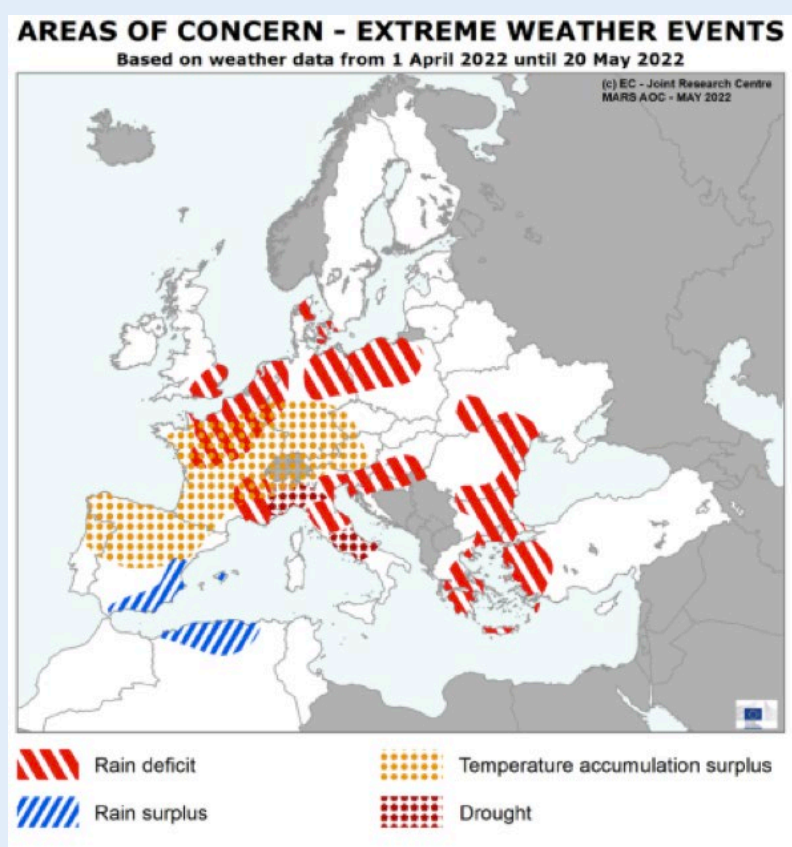 AREAS OF CONCERN - EXTREME WEATHER EVENTS
Based on weather data from 1 April 2022 until 20 May 2022
(c) EC - Joint Research Centre
MARS AOC - MAY 2022
Rain deficit
Temperature accumulation surplus
Rain surplus
Drought